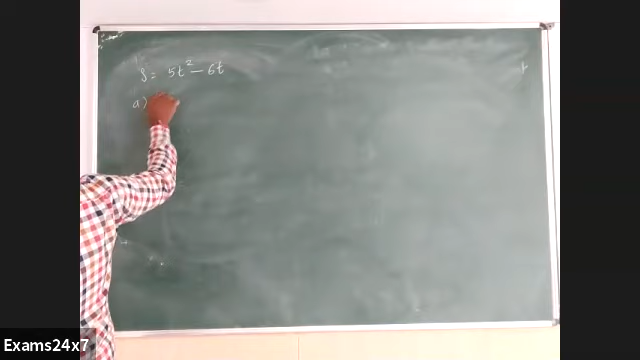 S = 5t² - 6t
a)
Exams24x7